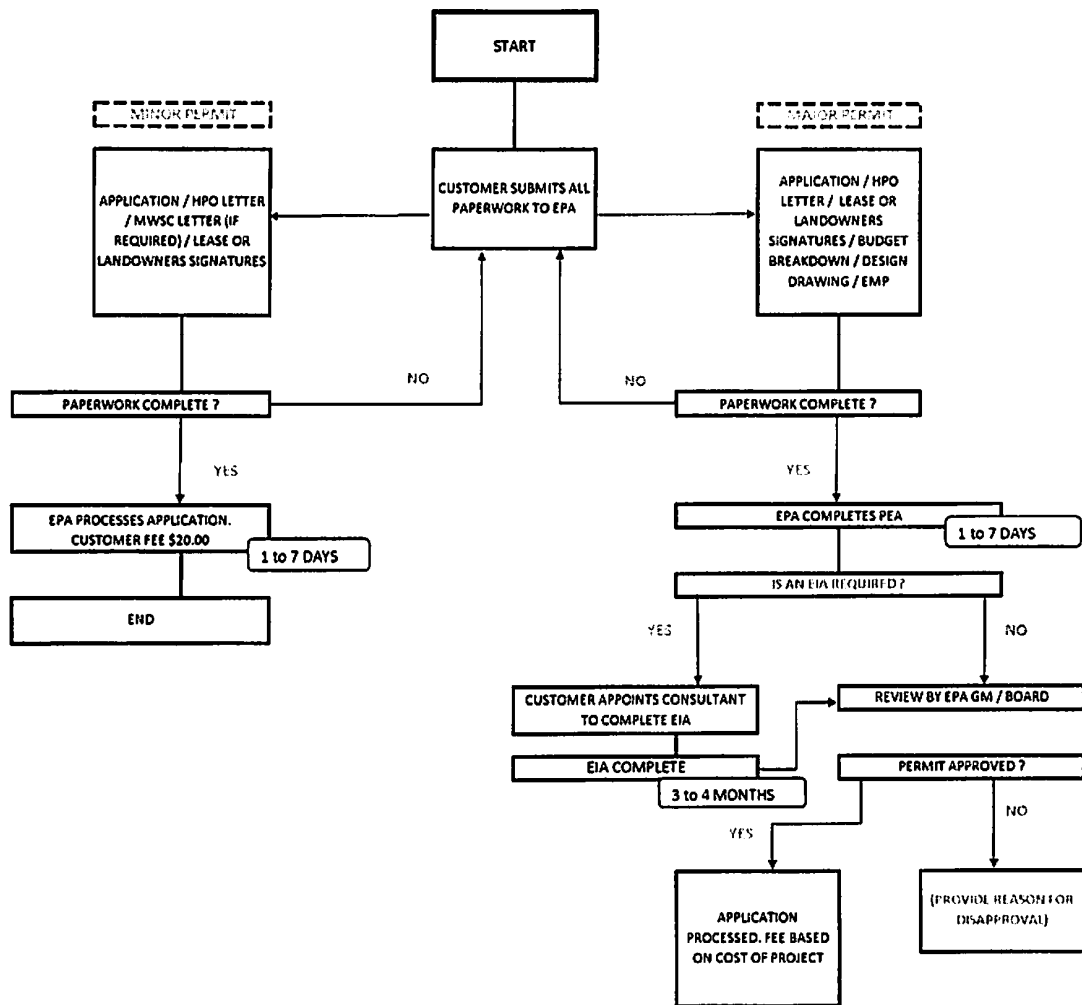 START
MINOR PERMIT
MAJOR PERMIT
APPLICATION / HPO LETTER
/ MWSC LETTER (IF
REQUIRED) / LEASE OR
LANDOWNERS SIGNATURES
CUSTOMER SUBMITS ALL
PAPERWORK TO EPA
APPLICATION / HPO
LETTER / LEASE OR
LANDOWNERS
SIGNATURES / BUDGET
BREAKDOWN / DESIGN
DRAWING / EMP
NO
NO
PAPERWORK COMPLETE ?
PAPERWORK COMPLETE ?
YES
YES
EPA PROCESSES APPLICATION.
CUSTOMER FEE $20.00
1 to 7 DAYS
EPA COMPLETES PEA
1 to 7 DAYS
IS AN EIA REQUIRED ?
END
YES
NO
CUSTOMER APPOINTS CONSULTANT
TO COMPLETE EIA
REVIEW BY EPA GM / BOARD
EIA COMPLETE
3 to 4 MONTHS
PERMIT APPROVED ?
YES
NO
APPLICATION
PROCESSED. FEE BASED
ON COST OF PROJECT
(PROVIDE REASON FOR
DISAPPROVAL)